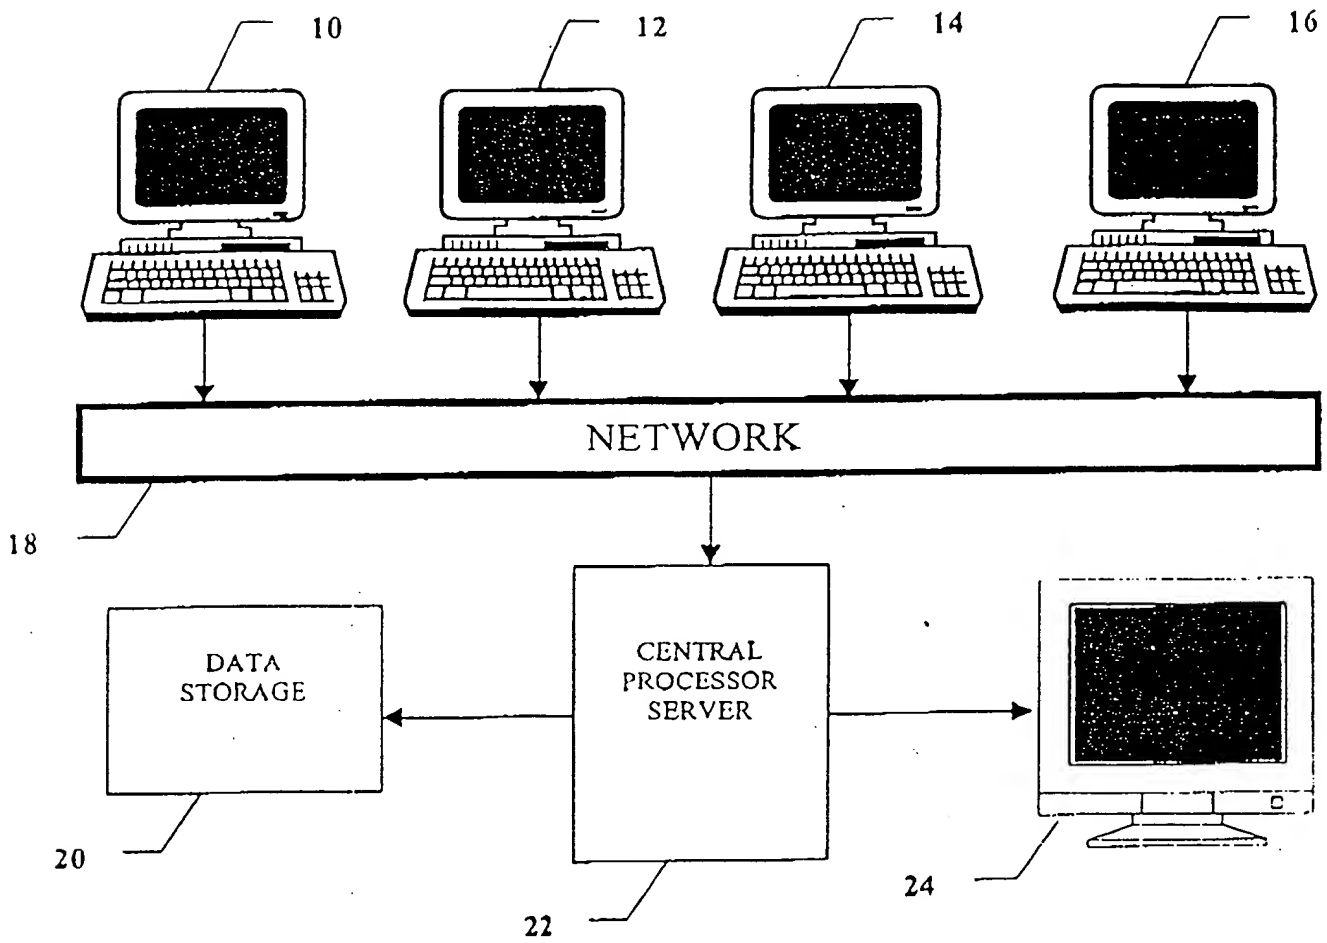 10
12
14
16
NETWORK
18
DATA
STORAGE
CENTRAL
PROCESSOR
SERVER
20
22
24